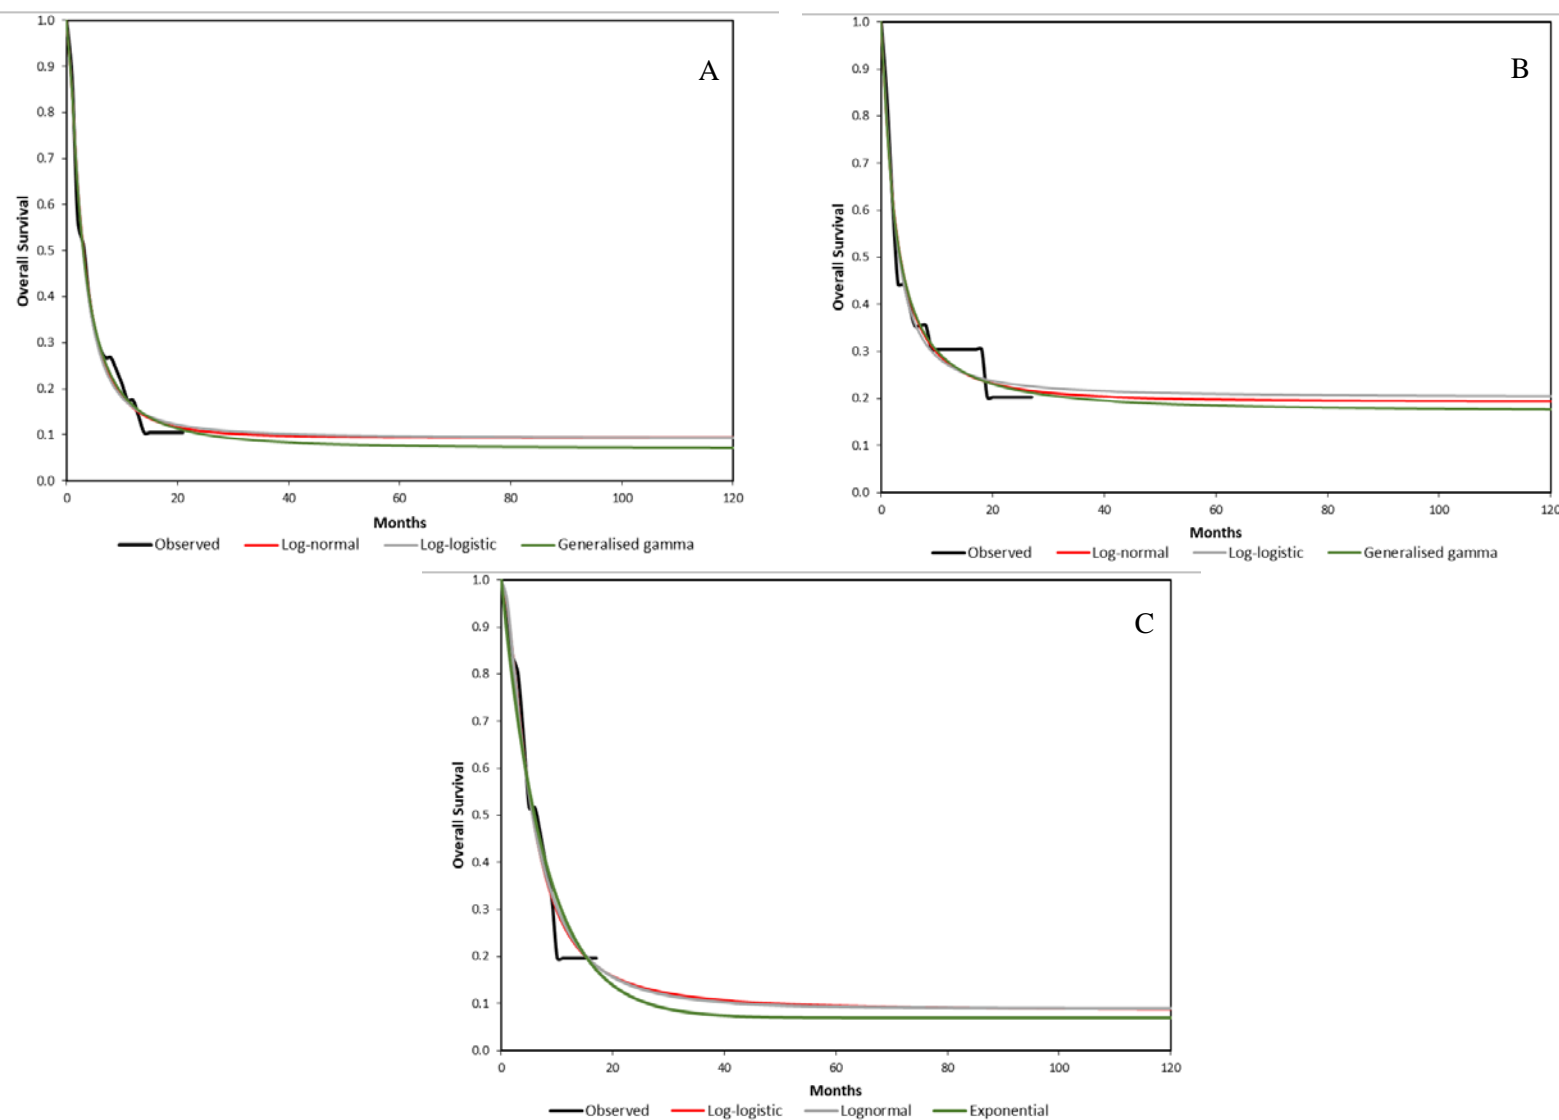 A
Overall Survival
1.0
0.9
0.8
0.7
0.6
0.5
0.4
0.3
0.2
0.1
0.0
0 20 40 60 80 100 120
Months
Observed Log-normal Log-logistic Generalised gamma
B
Overall Survival
1.0
0.9
0.8
0.7
0.6
0.5
0.4
0.3
0.2
0.1
0.0
0 20 40 60 80 100 120
Months
Observed Log-normal Log-logistic Generalised gamma
C
Overall Survival
1.0
0.9
0.8
0.7
0.6
0.5
0.4
0.3
0.2
0.1
0.0
0 20 40 60 80 100 120
Months
Observed Log-logistic Lognormal Exponential